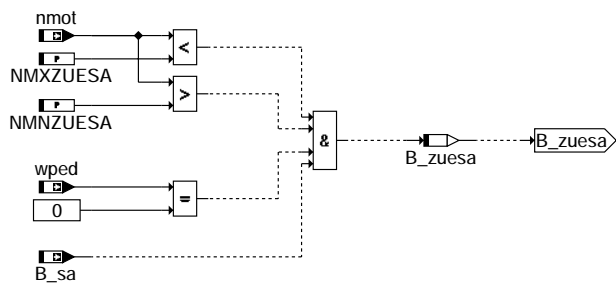 nmot
P
<
NMXZUESA
P
>
NMNZUESA
&
B_zuesa
B_zuesa
wped
0
=
B_sa